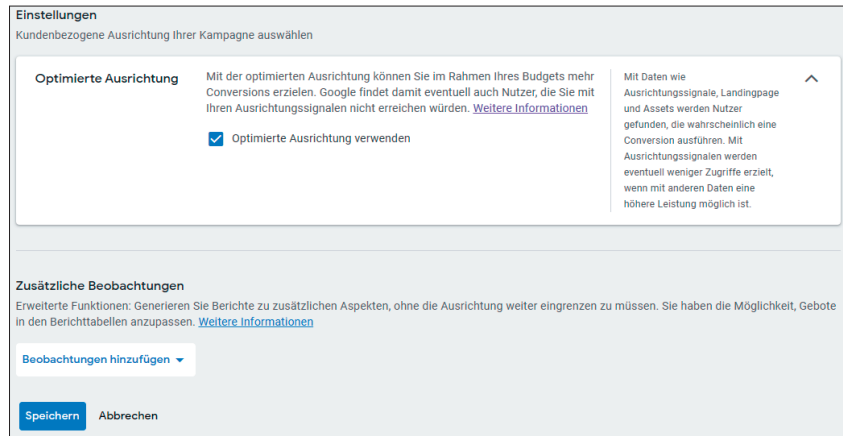 Einstellungen
Kundenbezogene Ausrichtung Ihrer Kampagne auswählen
Optimierte Ausrichtung
Mit der optimierten Ausrichtung können Sie im Rahmen Ihres Budgets mehr
Conversions erzielen. Google findet damit eventuell auch Nutzer, die Sie mit
Ihren Ausrichtungssignalen nicht erreichen würden. Weitere Informationen
Optimierte Ausrichtung verwenden
Mit Daten wie
Ausrichtungssignale, Landingpage
und Assets werden Nutzer
gefunden, die wahrscheinlich eine
Conversion ausführen. Mit
Ausrichtungssignalen werden
eventuell weniger Zugriffe erzielt,
wenn mit anderen Daten eine
höhere Leistung möglich ist.
Zusätzliche Beobachtungen
Erweiterte Funktionen: Generieren Sie Berichte zu zusätzlichen Aspekten, ohne die Ausrichtung weiter eingrenzen zu müssen. Sie haben die Möglichkeit, Gebote
in den Berichttabellen anzupassen. Weitere Informationen
Beobachtungen hinzufügen
Speichern Abbrechen